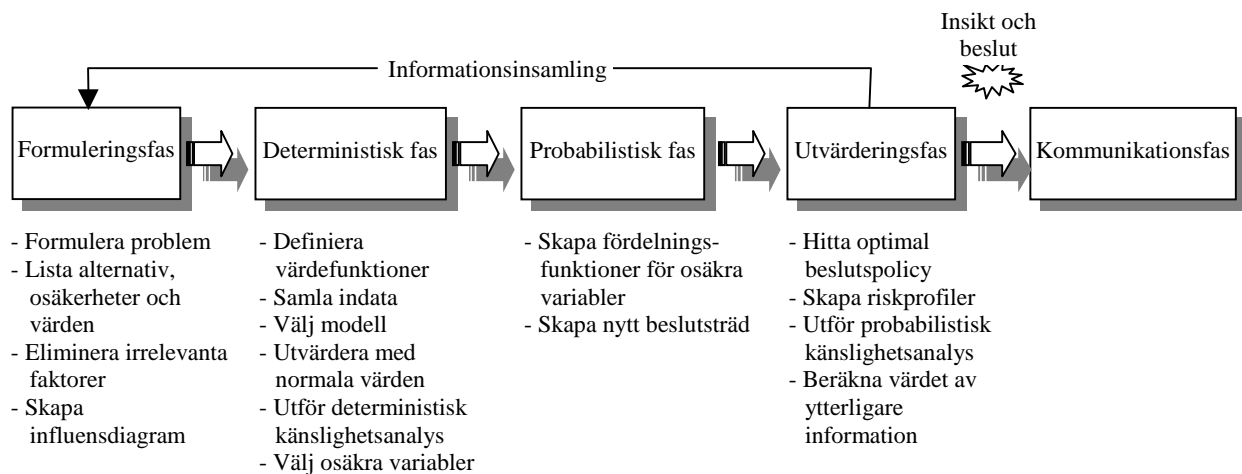 Insikt och
beslut
Informationsinsamling
Formuleringsfas
Deterministisk fas
Probabilistisk fas
Utvärderingsfas
Kommunikationsfas
- Formulera problem
- Lista alternativ,
osäkerheter och
värden
- Eliminera irrelevanta
faktorer
- Skapa
influensdiagram
- Definiera
värdefunktioner
- Samla indata
- Välj modell
- Utvärdera med
normala värden
- Utför deterministisk
känslighetsanalys
- Välj osäkra variabler
- Skapa fördelnings-
funktioner för osäkra
variabler
- Skapa nytt beslutsträd
- Hitta optimal
beslutspolicy
- Skapa riskprofiler
- Utför probabilistisk
känslighetsanalys
- Beräkna värdet av
ytterligare
information